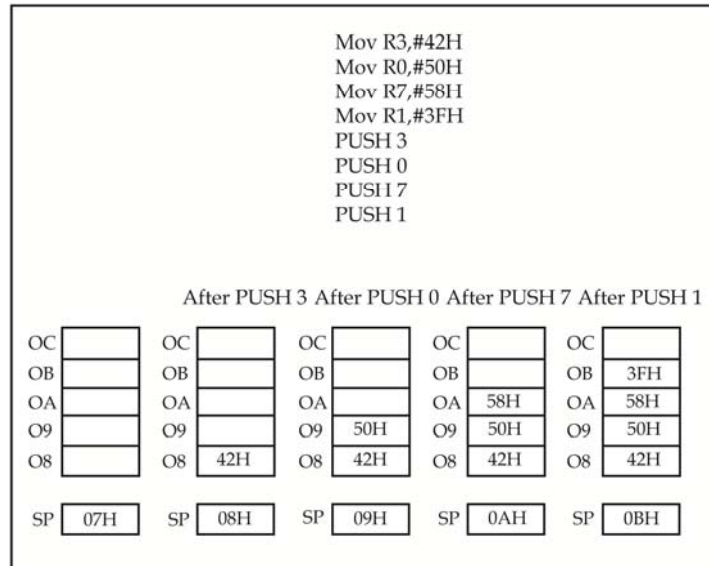 Mov R3,#42H
Mov R0,#50H
Mov R7,#58H
Mov R1,#3FH
PUSH 3
PUSH 0
PUSH 7
PUSH 1
After PUSH 3 After PUSH 0 After PUSH 7 After PUSH 1
OC OC OC OC OC
OB OB OB OB OB 3FH
OA OA OA OA 58H OA 58H
O9 O9 O9 50H O9 50H O9 50H
O8 O8 42H O8 42H O8 42H O8 42H
SP 07H SP 08H SP 09H SP 0AH SP 0BH